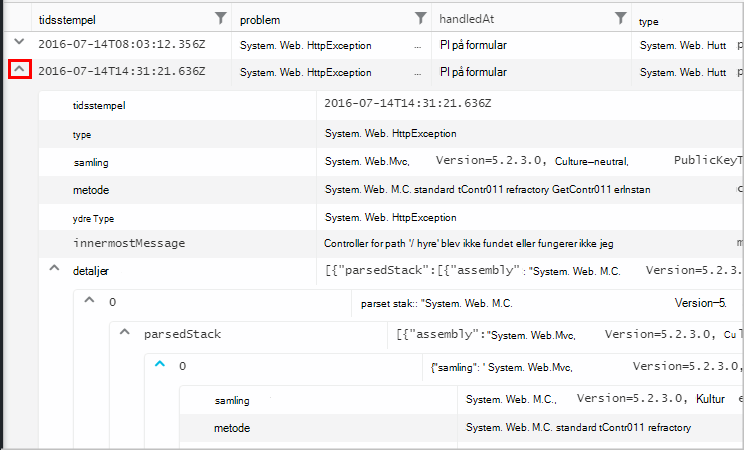 tidsstempel problem handledAt type
2016-07-14T08:03:12.356Z System. Web. HttpException ... Pl på formular System. Web. Hutt
2016-07-14T14:31:21.636Z System. Web. HttpException ... Pl på formular System. Web. Hutt p
tidsstempel 2016-07-14T14:31:21.636Z
type System. Web. HttpException
samling System. Web.Mvc, Version=5.2.3.0, Culture—neutral, PublicKeyT
metode System. Web. M.C. standard tContr011 refractory GetContr011 erInstan c
ydre Type System. Web. HttpException
innermostMessage Controller for path '/ hyre' blev ikke fundet eller fungerer ikke jeg m
detaljer [{"parsedStack":[{"assembly" : "System. Web. M.C. Version=5.2.3.
0 parset stak:: "System. Web. M.C. Version—5.
parsedStack [{"assembly":"System. Web.Mvc, Version=5.2.3.0, Cu
0 {"samling": ' System. Web.Mvc, Version=5.2.3.0,
samling System. Web. M.C., Version=5.2.3.0, Kultur e
metode System. Web. M.C. standard tContr011 refractory